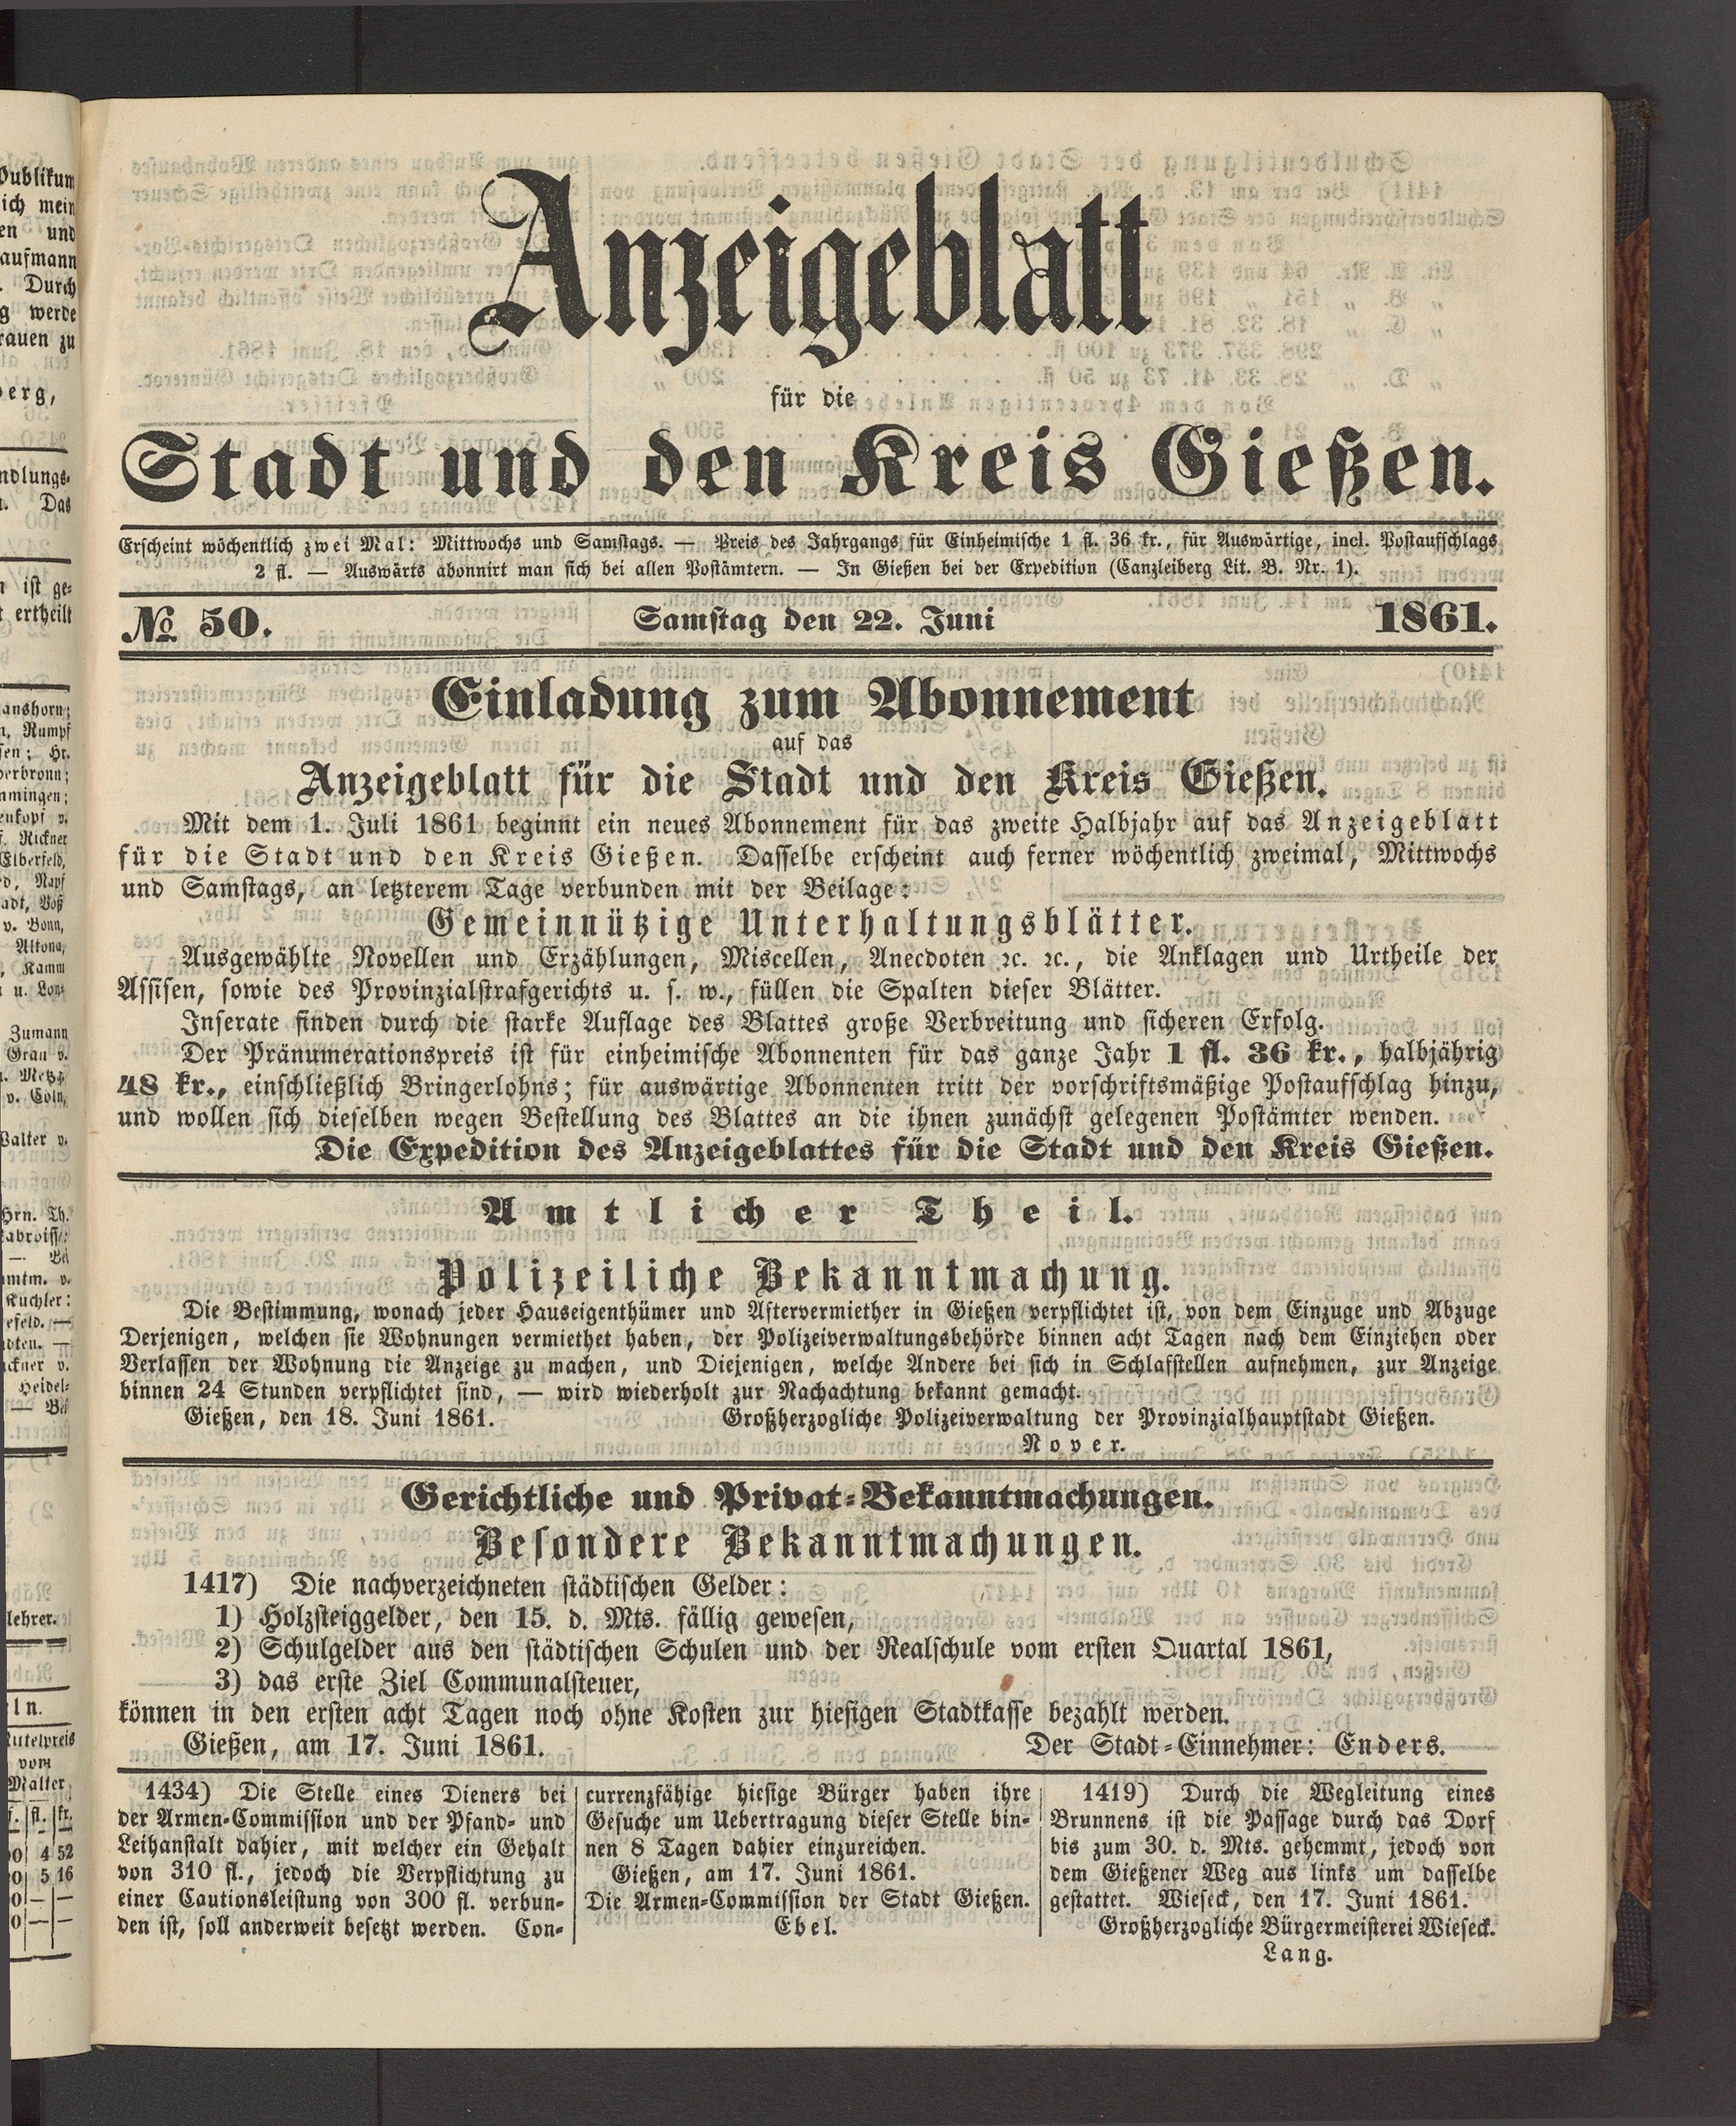 Anzeigeblatt
für die
Stadt und den Kreis Gießen.
Erscheint wöchentlich zwei Mal: Mittwochs und Samstags. — Preis des Jahrgangs für Einheimische 1 fl. 36 kr., für Auswärtige, incl. Postaufschlags
2 fl. — Auswärts abonnirt man sich bei allen Postämtern. — In Gießen bei der Expedition (Canzleiberg Lit. B. Nr. 1).
№ 50. Samstag den 22. Juni 1861.
Einladung zum Abonnement
auf das
Anzeigeblatt für die Stadt und den Kreis Gießen.
Mit dem 1. Juli 1861 beginnt ein neues Abonnement für das zweite Halbjahr auf das Anzeigeblatt
für die Stadt und den Kreis Gießen. Dasselbe erscheint auch ferner wöchentlich zweimal, Mittwochs
und Samstags, an letzterem Tage verbunden mit der Beilage:
Gemeinnützige Unterhaltungsblätter.
Ausgewählte Novellen und Erzählungen, Miscellen, Anecdoten ꝛc. ꝛc., die Anklagen und Urtheile der
Assisen, sowie des Provinzialstrafgerichts u. s. w., füllen die Spalten dieser Blätter.
Inserate finden durch die starke Auflage des Blattes große Verbreitung und sicheren Erfolg.
Der Pränumerationspreis ist für einheimische Abonnenten für das ganze Jahr 1 fl. 36 kr., halbjährig
48 kr., einschließlich Bringerlohns; für auswärtige Abonnenten tritt der vorschriftsmäßige Postaufschlag hinzu,
und wollen sich dieselben wegen Bestellung des Blattes an die ihnen zunächst gelegenen Postämter wenden.
Die Expedition des Anzeigeblattes für die Stadt und den Kreis Gießen.
Amtlicher Theil.
Polizeiliche Bekanntmachung.
Die Bestimmung, wonach jeder Hauseigenthümer und Aftervermiether in Gießen verpflichtet ist, von dem Einzuge und Abzuge
Derjenigen, welchen sie Wohnungen vermiethet haben, der Polizeiverwaltungsbehörde binnen acht Tagen nach dem Einziehen oder
Verlassen der Wohnung die Anzeige zu machen, und Diejenigen, welche Andere bei sich in Schlafstellen aufnehmen, zur Anzeige
binnen 24 Stunden verpflichtet sind, — wird wiederholt zur Nachachtung bekannt gemacht.
Gießen, den 18. Juni 1861. Großherzogliche Polizeiverwaltung der Provinzialhauptstadt Gießen.
Nover.
Gerichtliche und Privat-Bekanntmachungen.
Besondere Bekanntmachungen.
1417) Die nachverzeichneten städtischen Gelder:
1) Holzsteiggelder, den 15. d. Mts. fällig gewesen,
2) Schulgelder aus den städtischen Schulen und der Realschule vom ersten Quartal 1861,
3) das erste Ziel Communalsteuer,
können in den ersten acht Tagen noch ohne Kosten zur hiesigen Stadtkasse bezahlt werden.
Gießen, am 17. Juni 1861. Der Stadt-Einnehmer: Enders.
1434) Die Stelle eines Dieners bei
der Armen-Commission und der Pfand- und
Leihanstalt dahier, mit welcher ein Gehalt
von 310 fl., jedoch die Verpflichtung zu
einer Cautionsleistung von 300 fl. verbun-
den ist, soll anderweit besetzt werden. Con-
currenzfähige hiesige Bürger haben ihre
Gesuche um Uebertragung dieser Stelle bin-
nen 8 Tagen dahier einzureichen.
Gießen, am 17. Juni 1861.
Die Armen-Commission der Stadt Gießen.
Ebel.
1419) Durch die Wegleitung eines
Brunnens ist die Passage durch das Dorf
bis zum 30. d. Mts. gehemmt, jedoch von
dem Gießener Weg aus links um dasselbe
gestattet. Wieseck, den 17. Juni 1861.
Großherzogliche Bürgermeisterei Wieseck.
Lang.